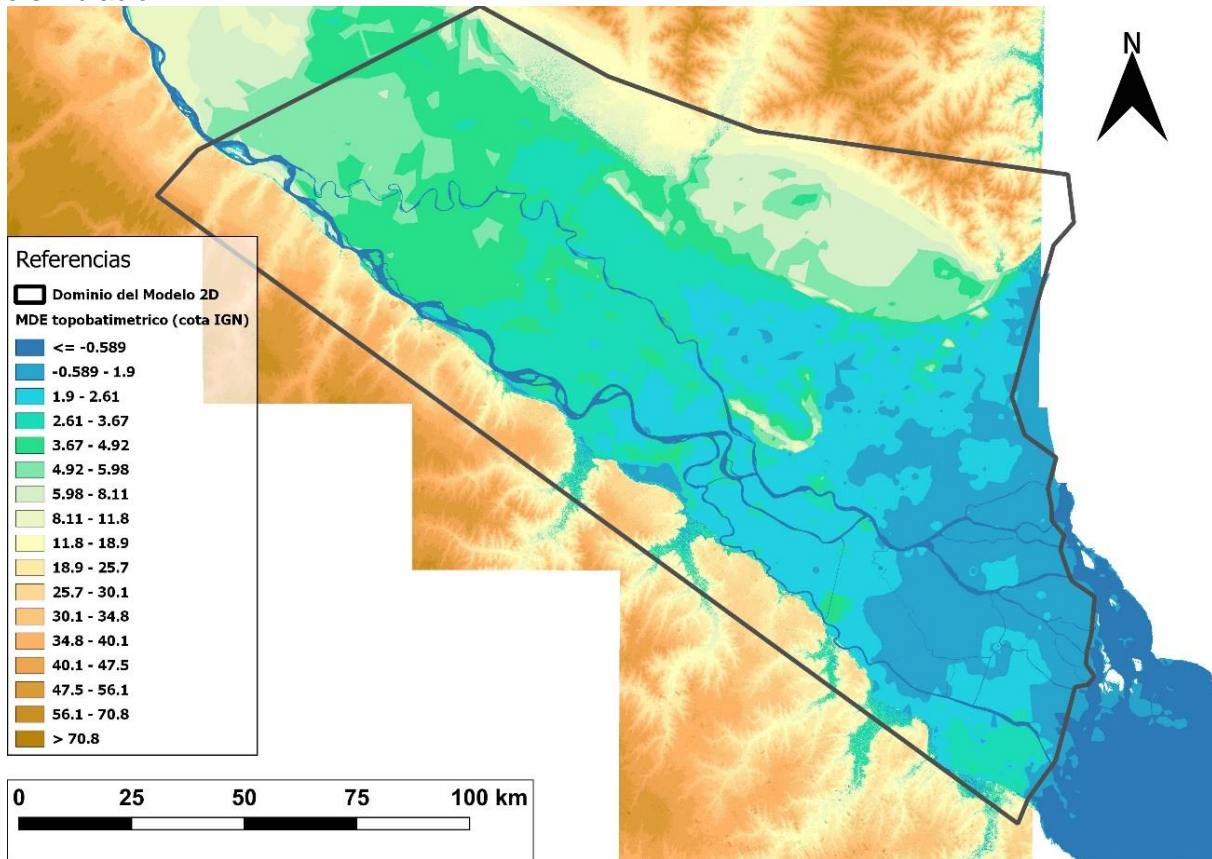 N
Referencias
Dominio del Modelo 2D
MDE topobatimetrico (cota IGN)
<= -0.589
-0.589 - 1.9
1.9 - 2.61
2.61 - 3.67
3.67 - 4.92
4.92 - 5.98
5.98 - 8.11
8.11 - 11.8
11.8 - 18.9
18.9 - 25.7
25.7 - 30.1
30.1 - 34.8
34.8 - 40.1
40.1 - 47.5
47.5 - 56.1
56.1 - 70.8
> 70.8
0 25 50 75 100 km